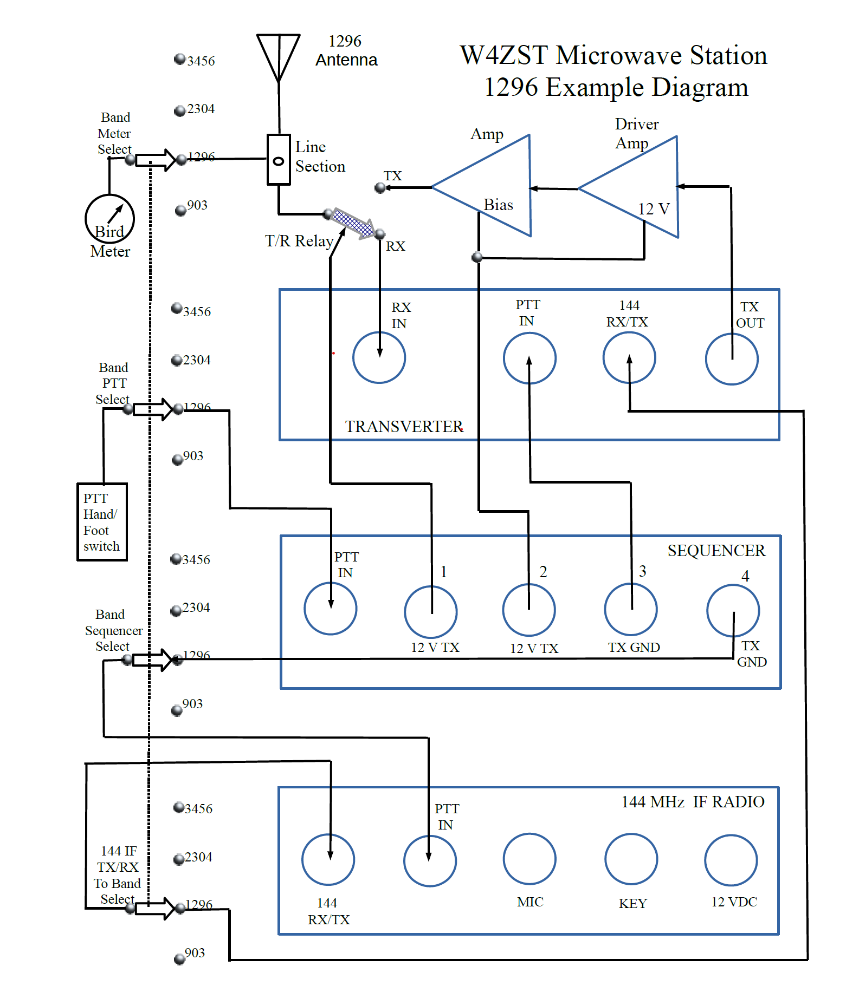 1296
Antenna
W4ZST Microwave Station
1296 Example Diagram
3456
2304
1296
903
Band
Meter
Select
Bird
Meter
Line
Section
T/R Relay
TX
RX
Amp
Bias
Driver
Amp
12 V
RX
IN
PTT
IN
144
RX/TX
TX
OUT
TRANSVERTER
3456
2304
1296
903
Band
PTT
Select
PTT
Hand/
Foot
switch
SEQUENCER
PTT
IN
1
2
3
4
12 V TX
12 V TX
TX GND
TX
GND
3456
2304
1296
903
Band
Sequencer
Select
144 MHz  IF RADIO
PTT
IN
144
RX/TX
MIC
KEY
12 VDC
3456
2304
1296
903
144 IF
TX/RX
To Band
Select